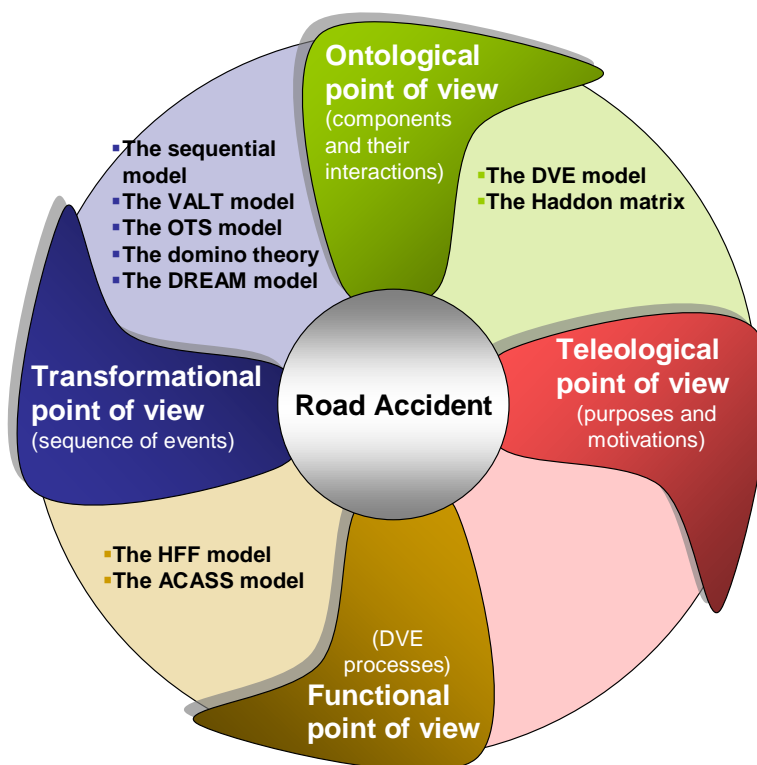 Ontological
point of view
(components
and their
interactions)
▪The sequential
model
▪The VALT model
▪The OTS model
▪The domino theory
▪The DREAM model
▪The DVE model
▪The Haddon matrix
Transformational
point of view
(sequence of events)
Road Accident
Teleological
point of view
(purposes and
motivations)
▪The HFF model
▪The ACASS model
(DVE
processes)
Functional
point of view